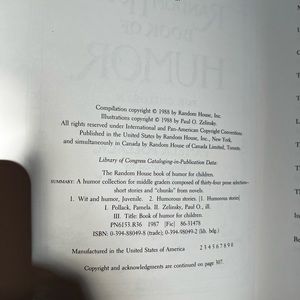 Compilation copyright © 1988 by Random House, Inc.
Illustrations copyright © 1988 by Paul O. Zelinsky.
All rights reserved under International and Pan-American Copyright Conventions.
Published in the United States by Random House, Inc., New York,
and simultaneously in Canada by Random House of Canada Limited, Toronto.
Library of Congress Cataloging-in-Publication Data:
The Random House book of humor for children.
SUMMARY: A humor collection for middle graders composed of thirty-four prose selections—
short stories and "chunks" from novels.
1. Wit and humor, Juvenile. 2. Humorous stories. [1. Humorous stories]
I. Pollack, Pamela. II. Zelinsky, Paul O., ill.
III. Title: Book of humor for children.
PN6153.R36 1987 [Fic] 86-31478
ISBN: 0-394-88049-8 (trade); 0-394-98049-2 (lib. bdg.)
Manufactured in the United States of America 2 3 4 5 6 7 8 9 0
Copyright and acknowledgments are continued on page 307.